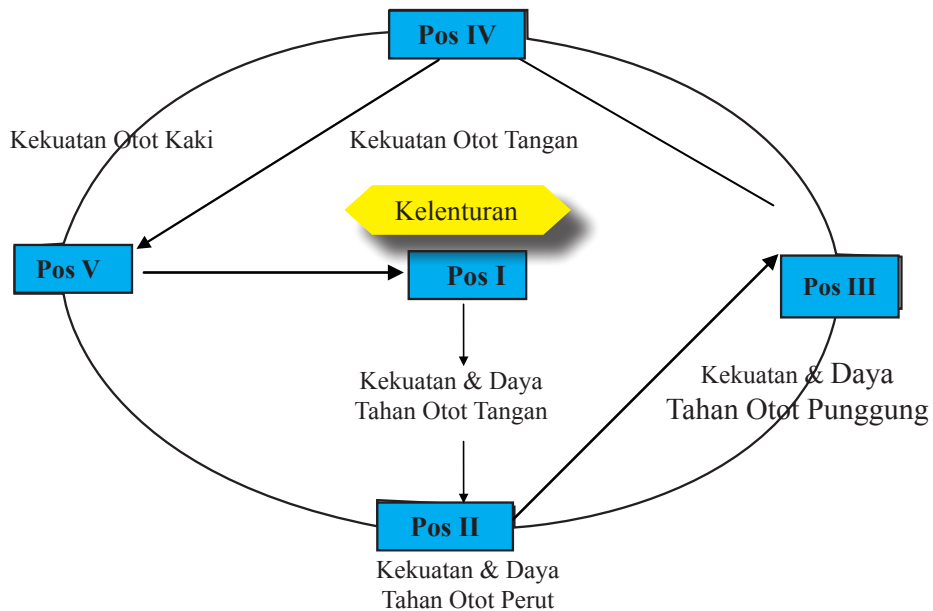 Pos IV
Kekuatan Otot Kaki
Kekuatan Otot Tangan
Kelenturan
Pos V
Pos I
Pos III
Kekuatan & Daya
Tahan Otot Tangan
Kekuatan & Daya
Tahan Otot Punggung
Pos II
Kekuatan & Daya
Tahan Otot Perut